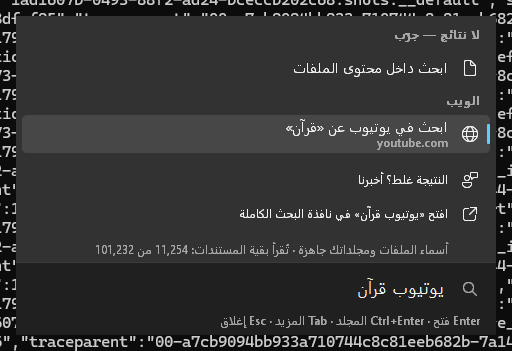 لا نتائج — جرّب
ابحث داخل محتوى الملفات
الويب
ابحث في يوتيوب عن «قرآن»
youtube.com
النتيجة غلط؟ أخبرنا
افتح «يوتيوب قرآن» في نافذة البحث الكاملة
أسماء الملفات ومجلداتك جاهزة · تُقرأ بقية المستندات: 11,254 من 101,232
يوتيوب قرآن
Enter فتح · Ctrl+Enter المجلد · Tab المزيد · Esc إغلاق
","traceparent":"00-a7cb9094bb933a710744c8c81eeb682b-7a14